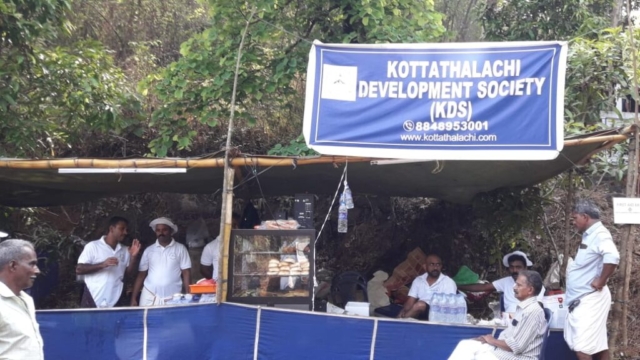 KOTTATHALACHI
DEVELOPMENT SOCIETY
(KDS)
8848953001
www.kottathalachi.com